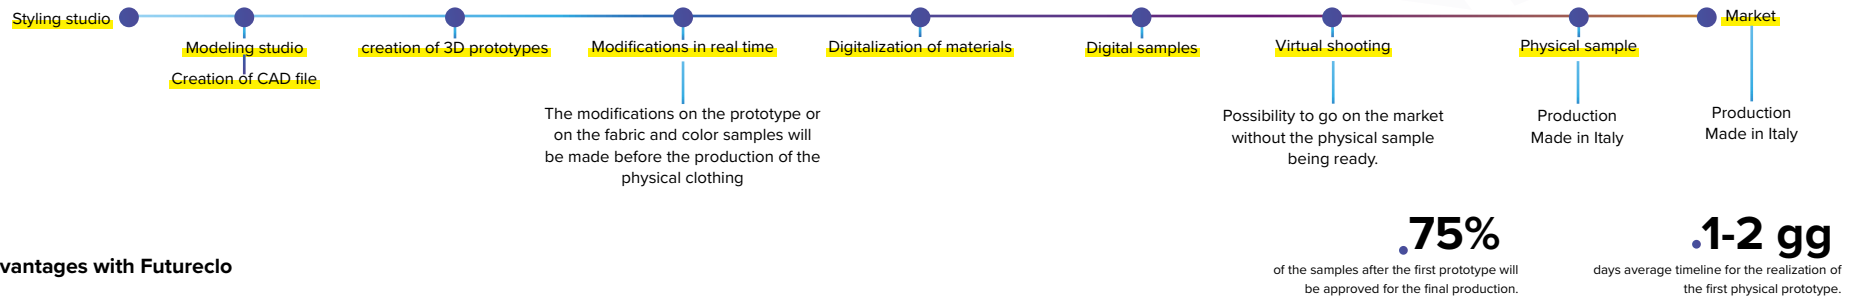 Styling studio
Market
Modeling studio
creation of 3D prototypes
Modifications in real time
Digitalization of materials
Digital samples
Virtual shooting
Physical sample
Creation of CAD file
The modifications on the prototype or
on the fabric and color samples will
be made before the production of the
physical clothing
Possibility to go on the market
without the physical sample
being ready.
Production
Made in Italy
Production
Made in Italy
.75%
of the samples after the first prototype will
be approved for the final production.
.1-2 gg
days average timeline for the realization of
the first physical prototype.
vantages with Futureclo